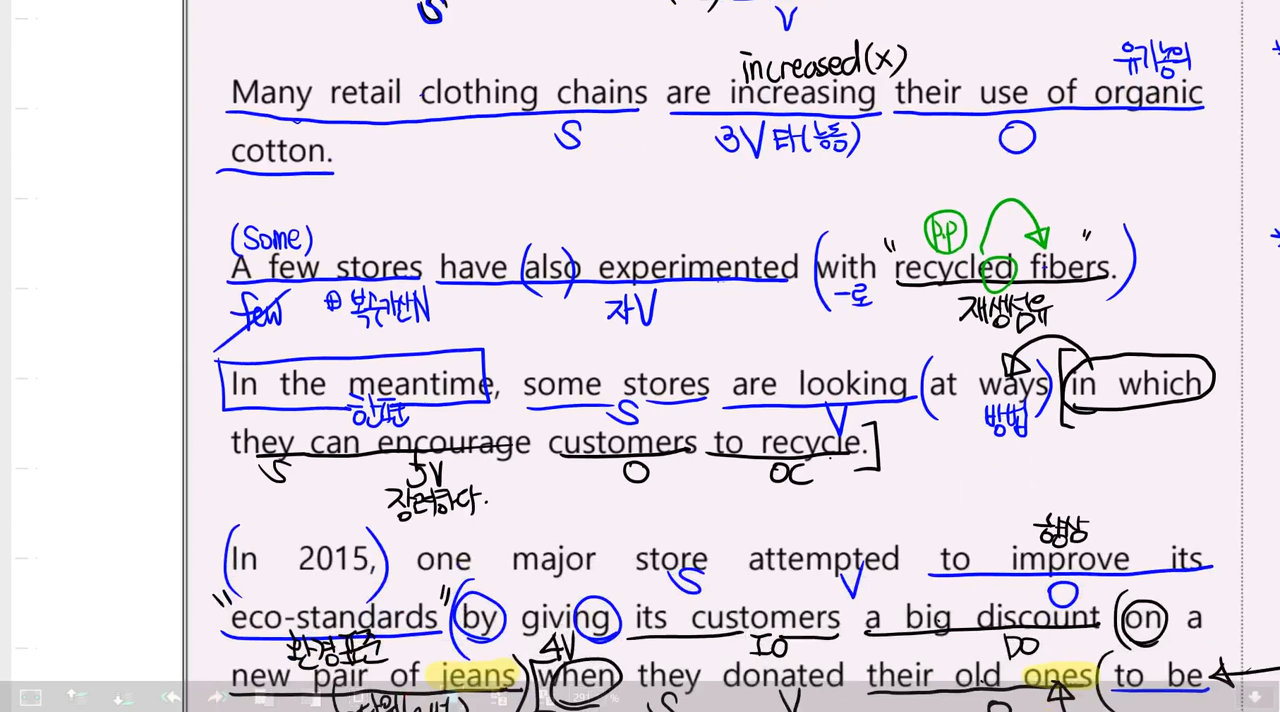 S
V
increased(x) 유기농의
Many retail clothing chains are increasing their use of organic
S 3V 태(능동) O
cotton.
(Some) p.p
A few stores have (also) experimented (with "recycled fibers.")
few ⊕ 복수가산N 자V -로 재생섬유
In the meantime, some stores are looking (at ways) [in which
한편 S V 방법
they can encourage customers to recycle.]
S 5V O OC
장려하다.
향상
(In 2015,) one major store attempted to improve its
S V O
"eco-standards" (by giving its customers a big discount (on a
환경표준 4V IO DO
new pair of jeans) when they donated their old ones (to be
S V